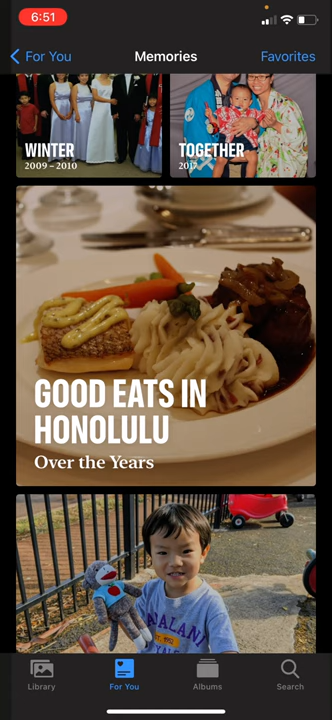 6:51
For You
Memories
Favorites
WINTER
2009 – 2010
TOGETHER
GOOD EATS IN
HONOLULU
Over the Years
Library
For You
Albums
Search